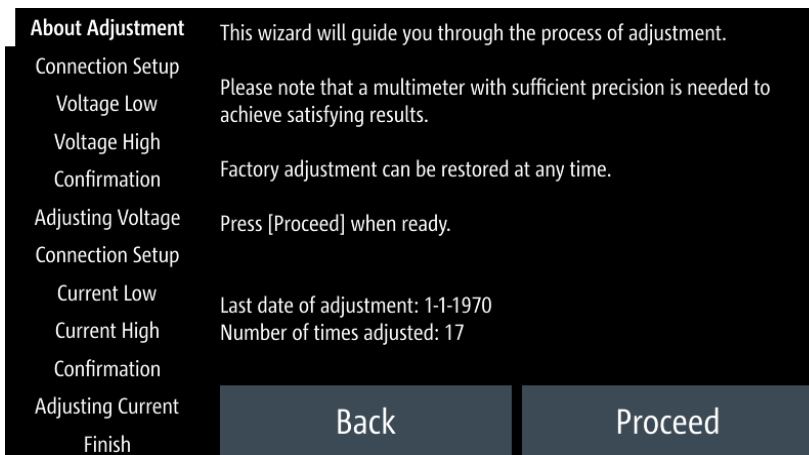 About Adjustment
Connection Setup
Voltage Low
Voltage High
Confirmation
Adjusting Voltage
Connection Setup
Current Low
Current High
Confirmation
Adjusting Current
Finish
This wizard will guide you through the process of adjustment.
Please note that a multimeter with sufficient precision is needed to
achieve satisfying results.
Factory adjustment can be restored at any time.
Press [Proceed] when ready.
Last date of adjustment: 1-1-1970
Number of times adjusted: 17
Back
Proceed